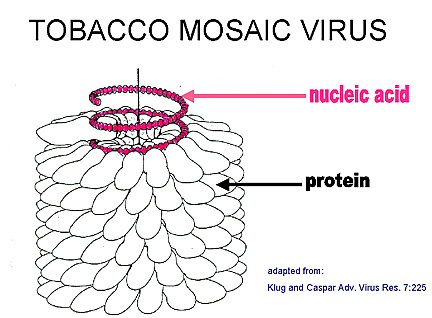 TOBACCO MOSAIC VIRUS
nucleic acid
protein
adapted from:
Klug and Caspar Adv. Virus Res. 7:225